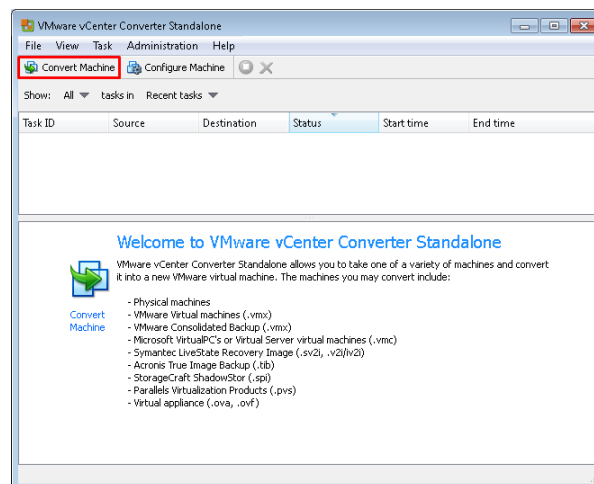 VMware vCenter Converter Standalone
File View Task Administration Help
Convert Machine Configure Machine
Show: All tasks in Recent tasks
Task ID Source Destination Status Start time End time
Welcome to VMware vCenter Converter Standalone
VMware vCenter Converter Standalone allows you to take one of a variety of machines and convert
it into a new VMware virtual machine. The machines you may convert include:
Convert
Machine
- Physical machines
- VMware Virtual machines (.vmx)
- VMware Consolidated Backup (.vmx)
- Microsoft VirtualPC's or Virtual Server virtual machines (.vmc)
- Symantec LiveState Recovery Image (.sv2i, .v2i/iv2i)
- Acronis True Image Backup (.tib)
- StorageCraft ShadowStor (.spi)
- Parallels Virtualization Products (.pvs)
- Virtual appliance (.ova, .ovf)